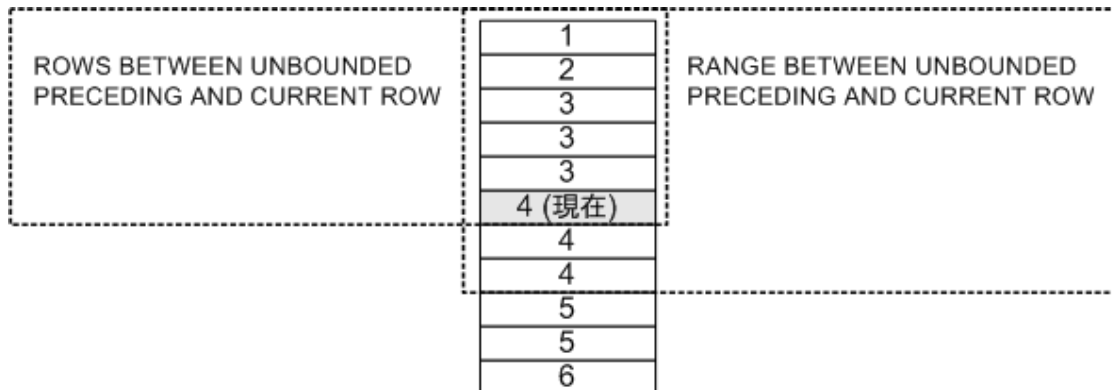 ROWS BETWEEN UNBOUNDED
PRECEDING AND CURRENT ROW
1
2
3
3
3
4 (現在)
4
4
5
5
6
RANGE BETWEEN UNBOUNDED
PRECEDING AND CURRENT ROW